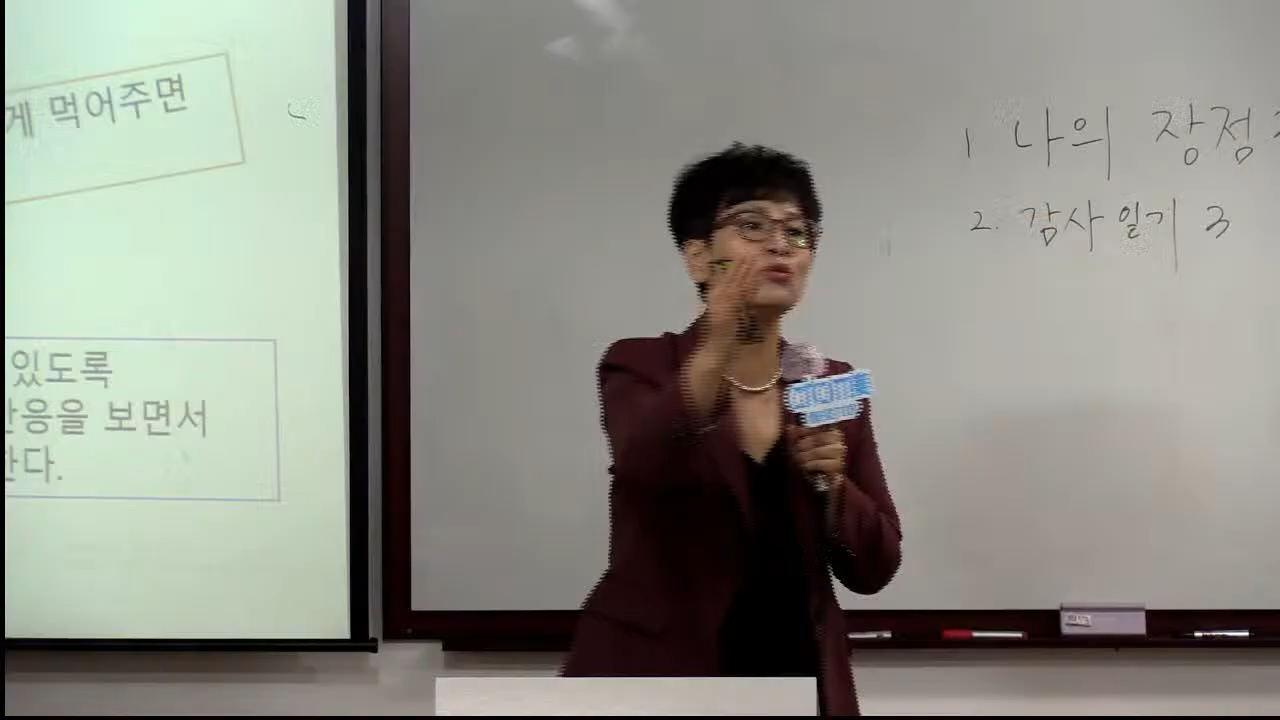 게 먹어주면
있도록
반응을 보면서
한다.
1 나의 장점
2. 감사일기 3